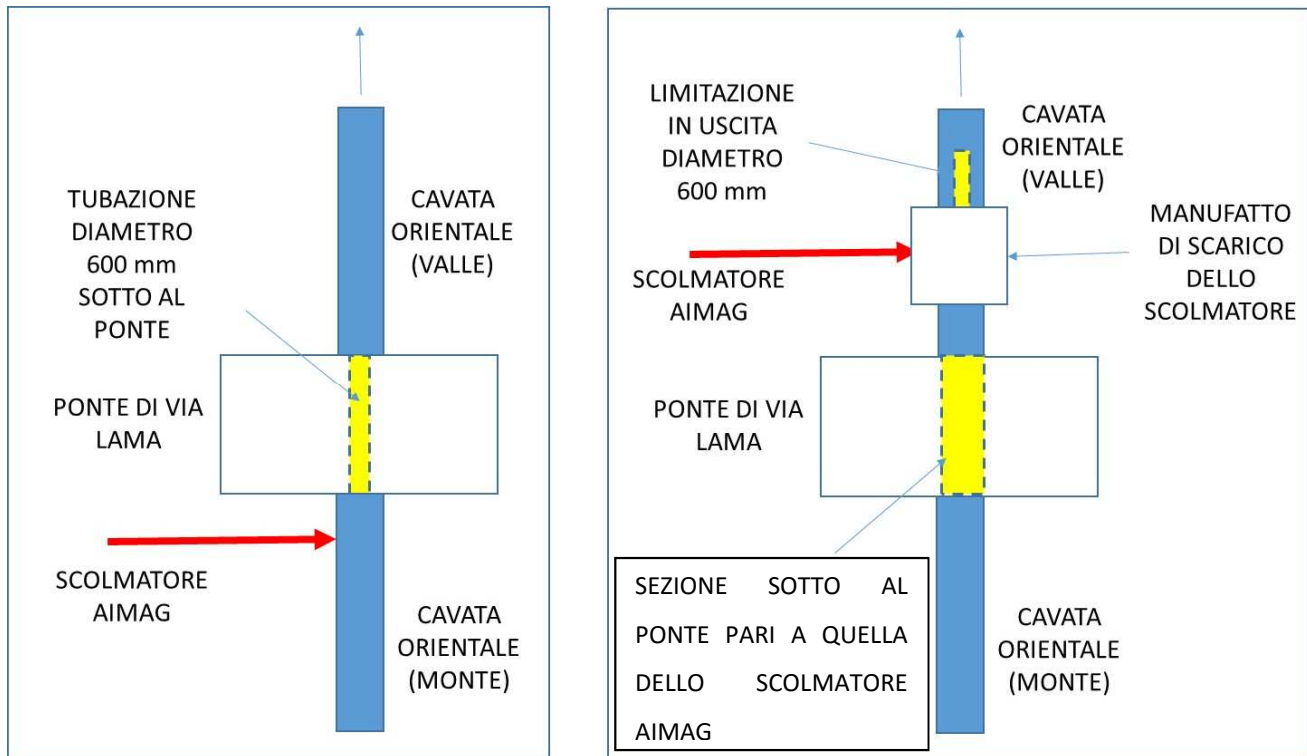 TUBAZIONE
DIAMETRO
600 mm
SOTTO AL
PONTE
CAVATA
ORIENTALE
(VALLE)
PONTE DI VIA
LAMA
SCOLMATORE
AIMAG
CAVATA
ORIENTALE
(MONTE)
LIMITAZIONE
IN USCITA
DIAMETRO
600 mm
CAVATA
ORIENTALE
(VALLE)
SCOLMATORE
AIMAG
MANUFATTO
DI SCARICO
DELLO
SCOLMATORE
PONTE DI VIA
LAMA
SEZIONE SOTTO AL
PONTE PARI A QUELLA
DELLO SCOLMATORE
AIMAG
CAVATA
ORIENTALE
(MONTE)